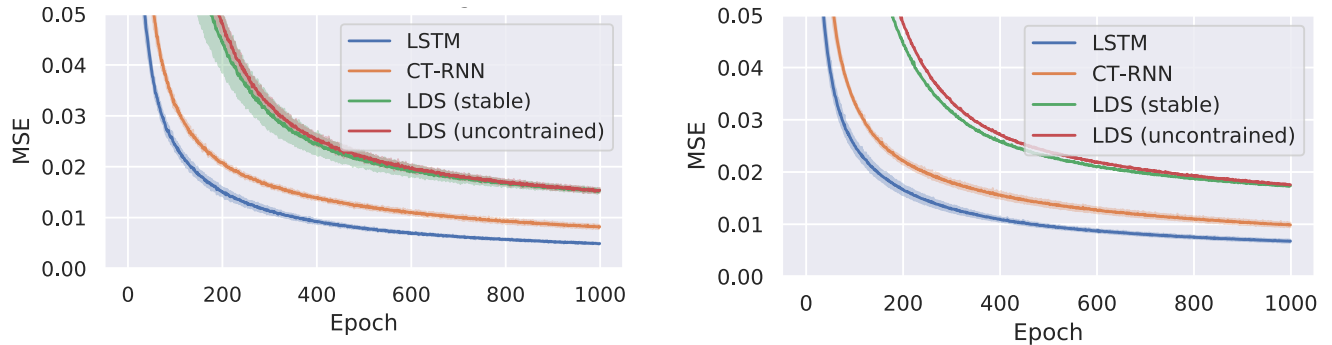 0.05
0.04
0.03
0.02
0.01
0.00
MSE
0 200 400 600 800 1000
Epoch
LSTM
CT-RNN
LDS (stable)
LDS (uncontrained)
0.05
0.04
0.03
0.02
0.01
0.00
MSE
0 200 400 600 800 1000
Epoch
LSTM
CT-RNN
LDS (stable)
LDS (uncontrained)